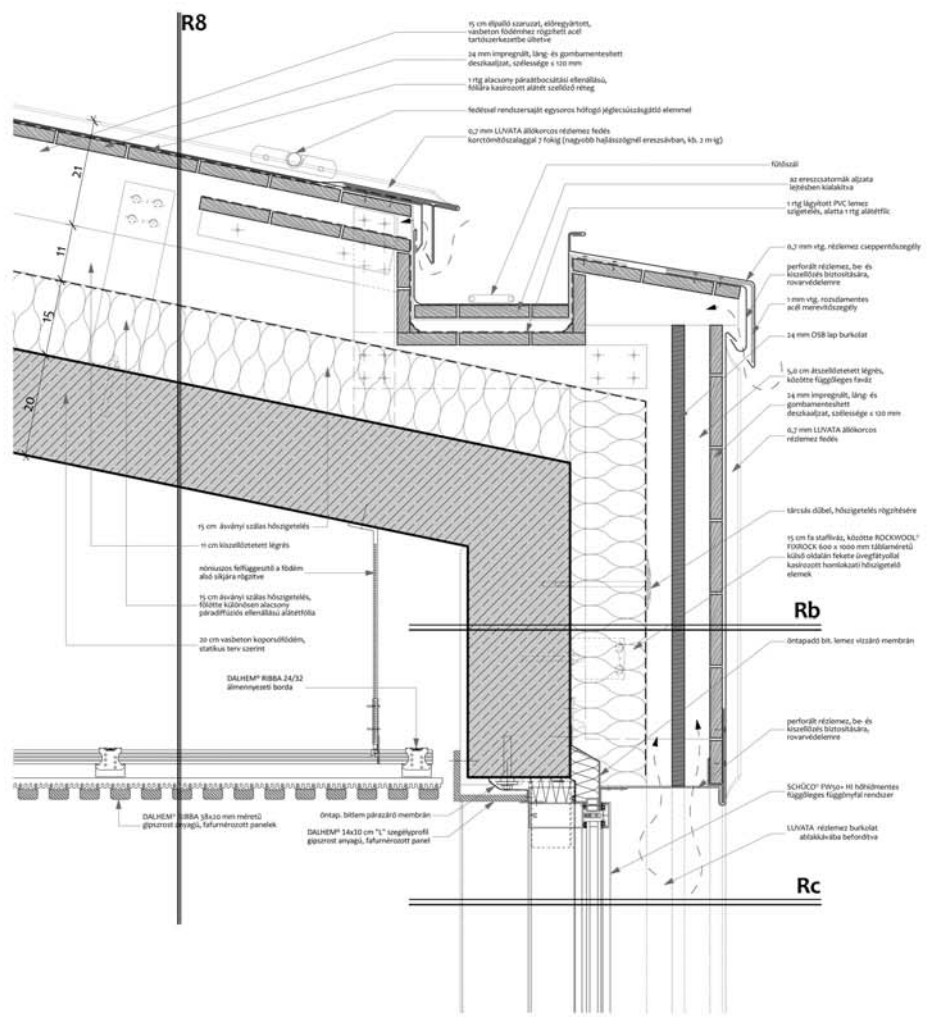 R8
15 cm élpalló szaruzat, előregyártott,
vasbeton födémhez rögzített acél
tartószerkezetbe ültetve
24 mm impregnált, láng- és gombamentesített
deszkaaljzat, szélessége ≤ 120 mm
1 rtg alacsony páraátbocsátási ellenállású,
fóliára kasírozott alátét szellőző réteg
fedéssel rendszersaját egysoros hófogó jéglecsúszásgátló elemmel
0,7 mm LUVATA állókorcos rézlemez fedés
korctömítőszalaggal 7 fokig (nagyobb hajlásszögnél ereszsávban, kb. 2 m-ig)
fűtőszál
az ereszcsatornák aljzata
lejtésben kialakítva
1 rtg lágyított PVC lemez
szigetelés, alatta 1 rtg alátétfilc
0,7 mm vtg. rézlemez cseppentőszegély
perforált rézlemez, be- és
kiszellőzés biztosítására,
rovarvédelemre
1 mm vtg. rozsdamentes
acél merevítőszegély
24 mm OSB lap burkolat
5,0 cm átszellőztetett légrés,
közötte függőleges faváz
24 mm impregnált, láng- és
gombamentesített
deszkaaljzat, szélessége ≤ 120 mm
0,7 mm LUVATA állókorcos
rézlemez fedés
21
11
15
20
tárcsás dűbel, hőszigetelés rögzítésére
15 cm fa stafliváz, közötte ROCKWOOL®
FIXROCK 600 x 1000 mm táblaméretű
külső oldalán fekete üvegfátyollal
kasírozott homlokzati hőszigetelő
elemek
15 cm ásványi szálas hőszigetelés
11 cm kiszellőztetett légrés
nóniuszos felfüggesztő a födém
alsó síkjára rögzítve
15 cm ásványi szálas hőszigetelés,
fölötte különösen alacsony
páradiffúziós ellenállású alátétfólia
20 cm vasbeton koporsófödém,
statikus terv szerint
DALHEM® RIBBA 24/32
álmennyezeti borda
Rb
öntapadó bit. lemez vízzáró membrán
perforált rézlemez, be- és
kiszellőzés biztosítására,
rovarvédelemre
SCHÜCO® FW50+ HI hőhídmentes
függőleges függönyfal rendszer
DALHEM® RIBBA 58x20 mm méretű
gipszrost anyagú, fafurnérozott panelek
öntap. bitlem párazáró membrán
DALHEM® 14x10 cm "L" szegélyprofil
gipszrost anyagú, fafurnérozott panel
LUVATA rézlemez burkolat
ablakkávába befordítva
Rc